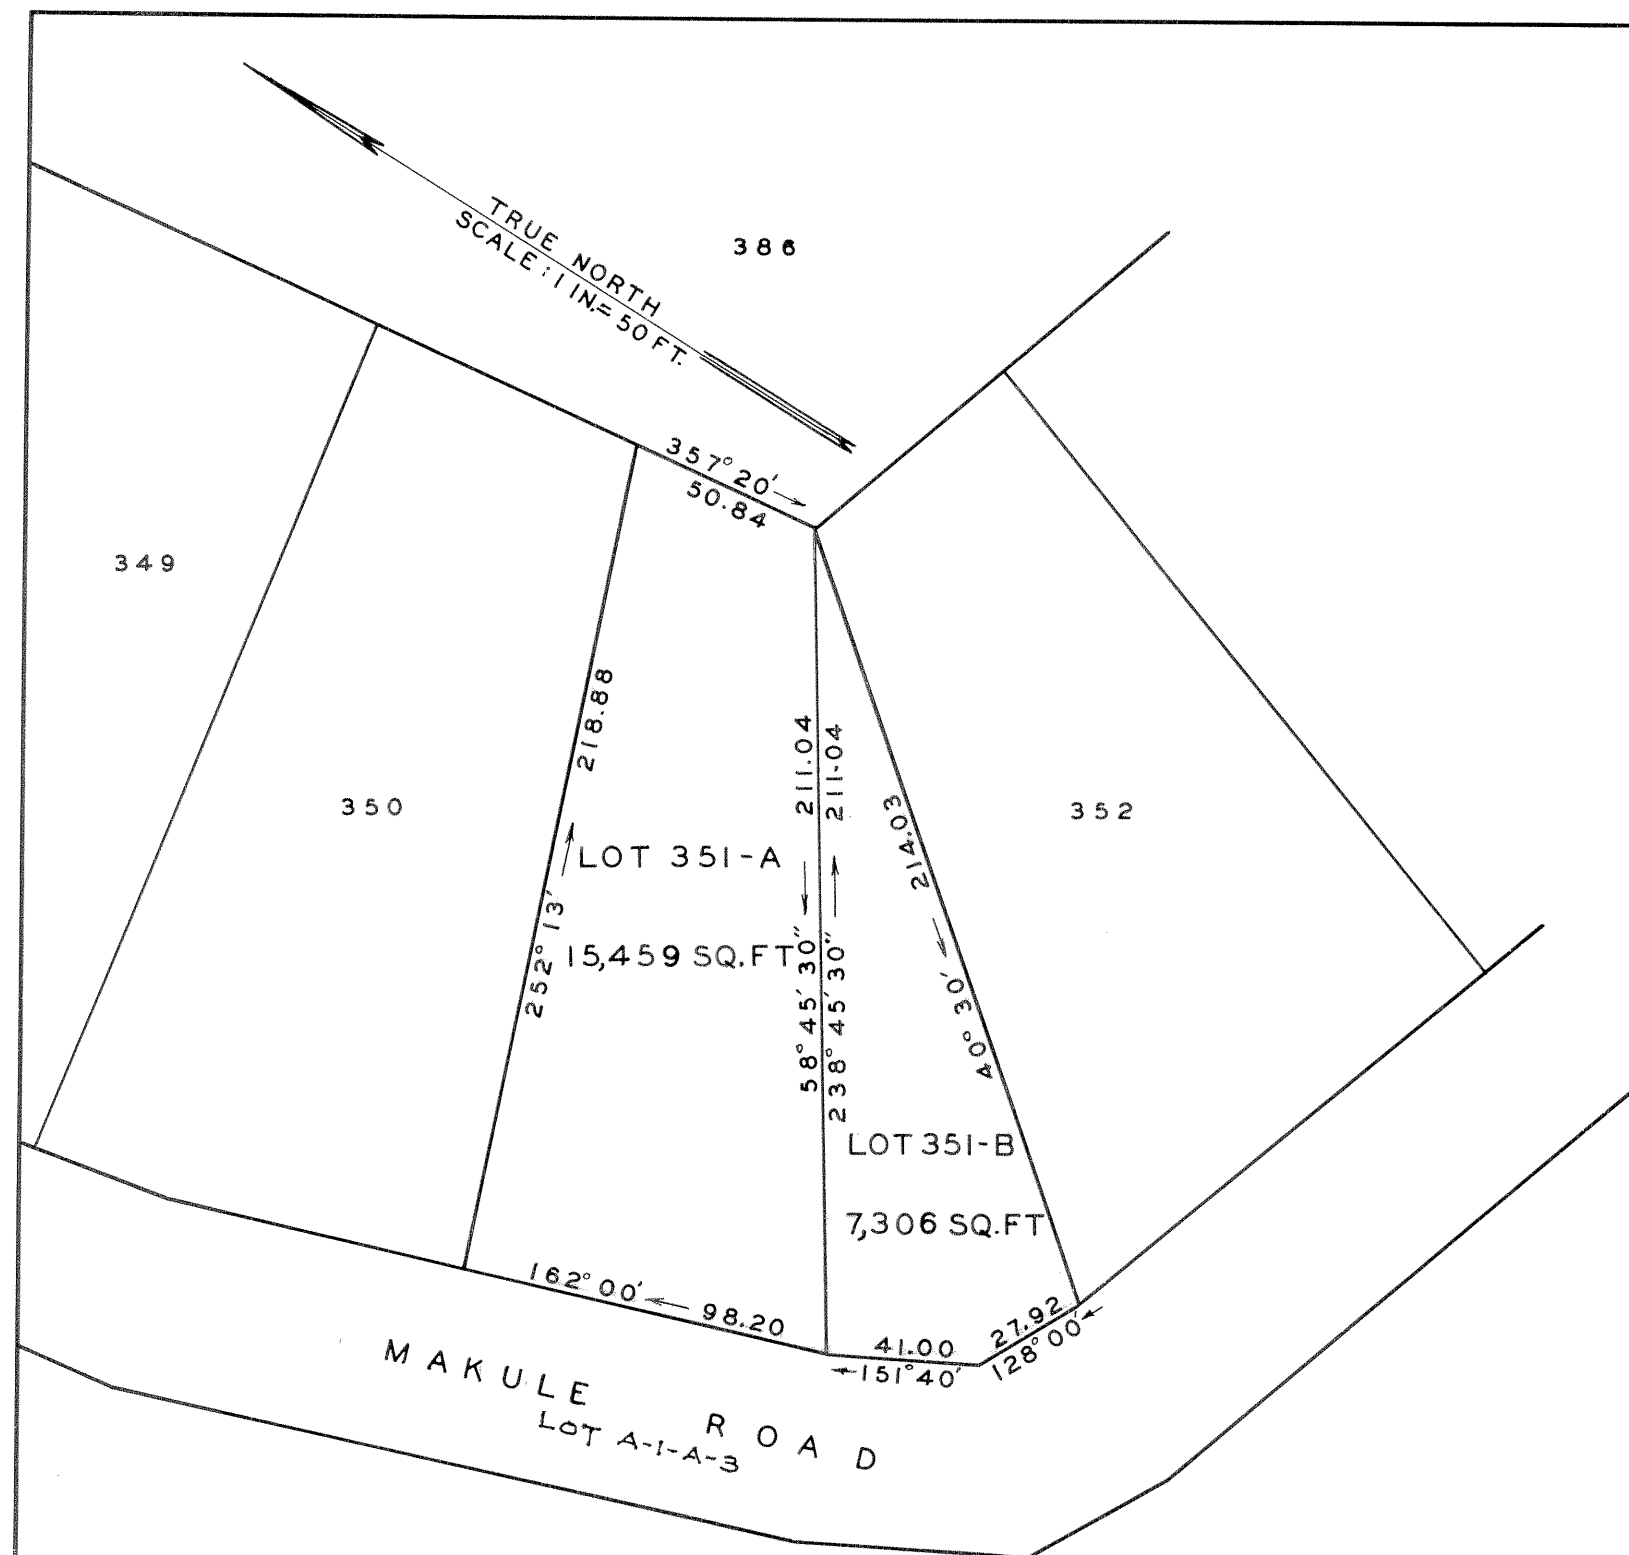 TRUE NORTH
SCALE : 1 IN.= 50 FT.
386
357° 20'
50.84
349
350
352
252° 13' 218.88
58° 45' 30" 211.04
238° 45' 30" 211.04
214.03 40° 30'
LOT 351-A
15,459 SQ.FT
LOT 351-B
7,306 SQ.FT
162° 00' 98.20
41.00
151° 40'
27.92
128° 00'
MAKULE ROAD
LOT A-1-A-3